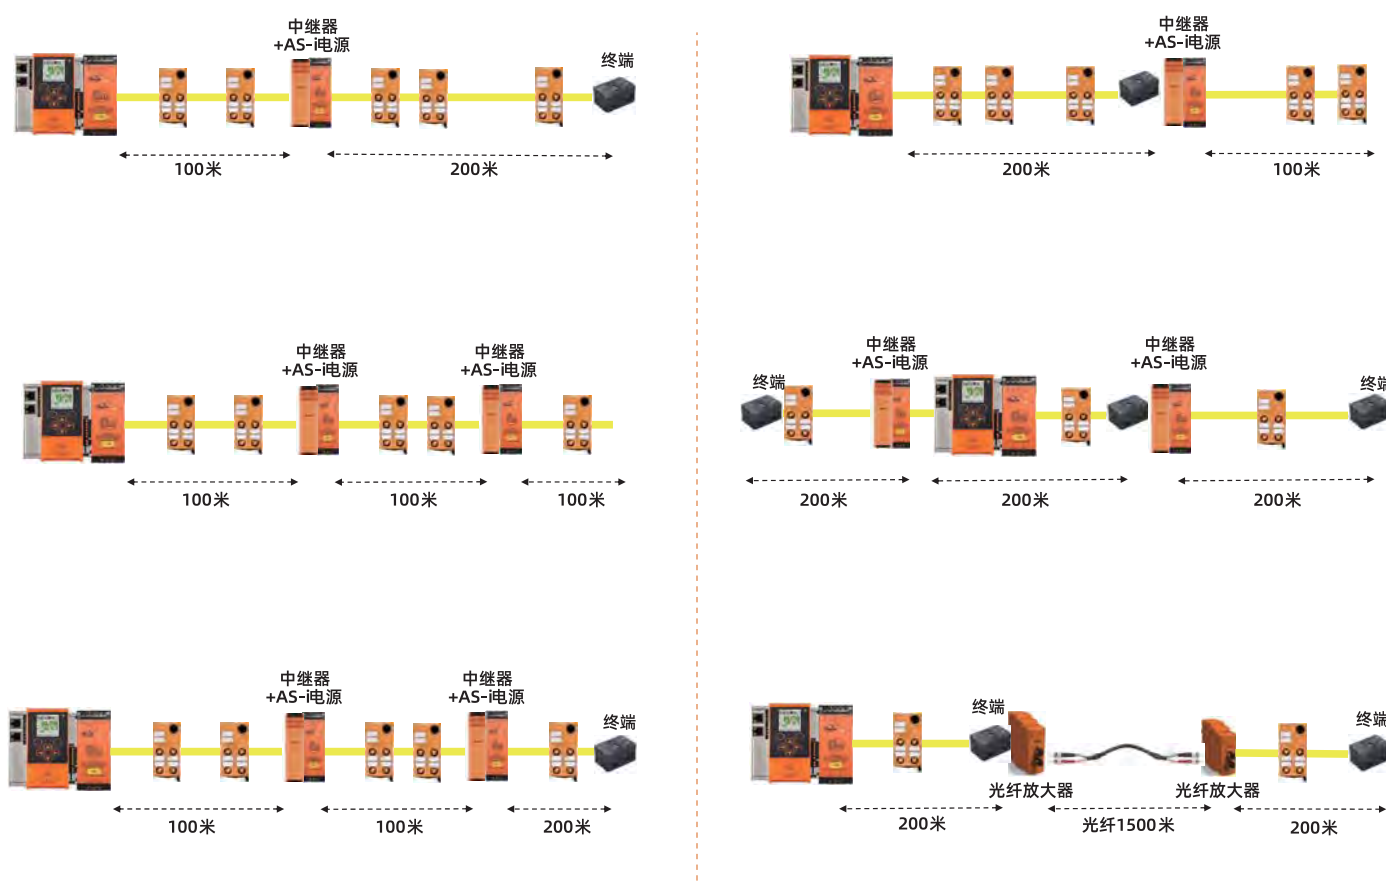 中继器
+AS-i电源
终端
100米
200米
中继器
+AS-i电源
200米
100米
中继器
+AS-i电源
中继器
+AS-i电源
100米
100米
100米
终端
中继器
+AS-i电源
中继器
+AS-i电源
终端
200米
200米
200米
中继器
+AS-i电源
中继器
+AS-i电源
终端
100米
100米
200米
终端
终端
光纤放大器
光纤放大器
200米
光纤1500米
200米